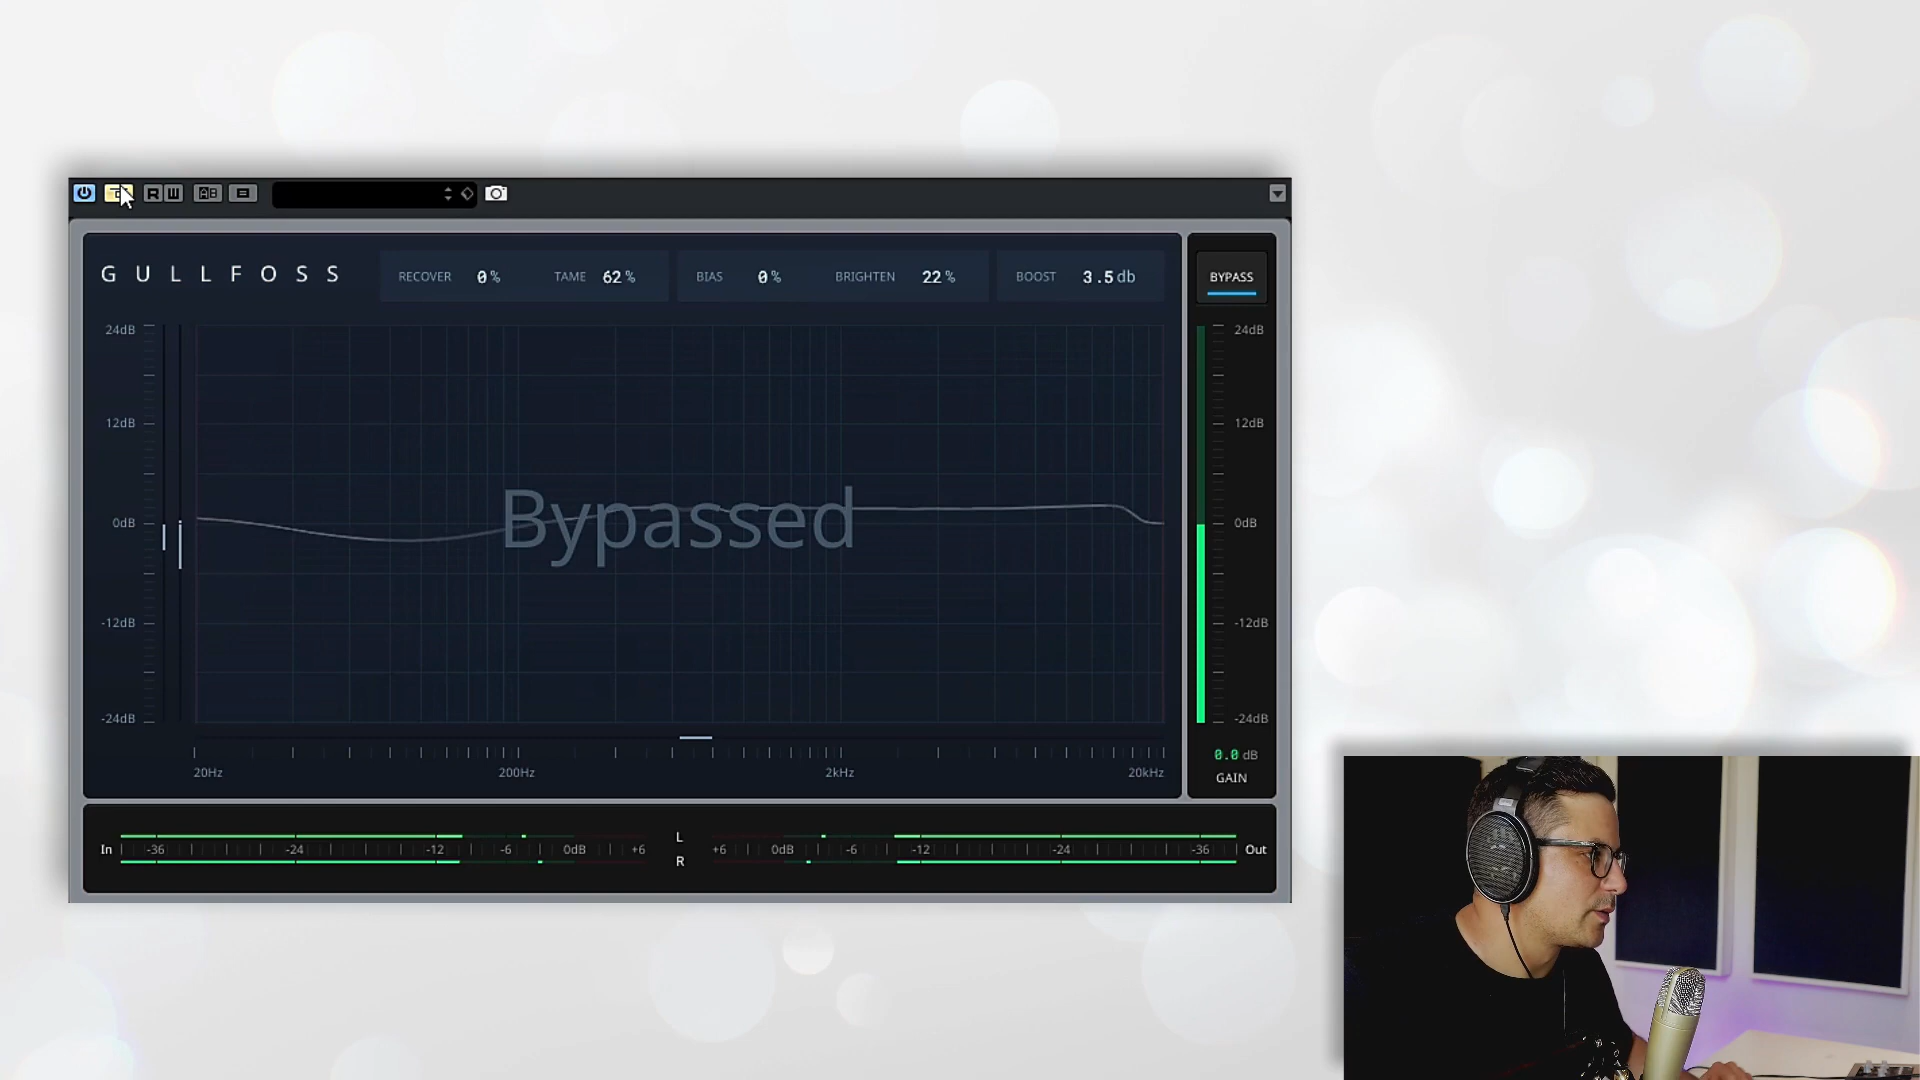 R W AB
GULLFOSS RECOVER 0% TAME 62% BIAS 0% BRIGHTEN 22% BOOST 3.5db BYPASS
24dB 24dB
12dB 12dB
Bypassed
0dB 0dB
-12dB -12dB
-24dB -24dB
0.0 dB
20Hz 200Hz 2kHz 20kHz GAIN
L
In -36 -24 -12 -6 0dB +6 +6 0dB -6 -12 -24 -36 Out
R